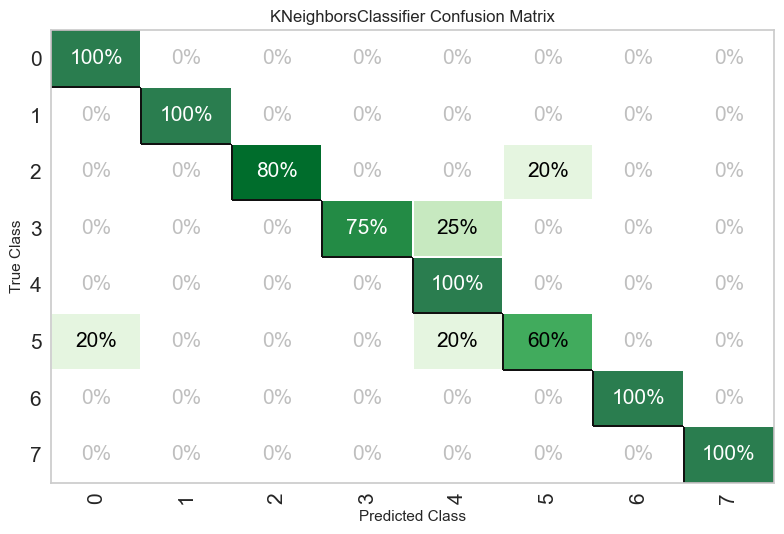 KNeighborsClassifier Confusion Matrix
0 100% 0% 0% 0% 0% 0% 0% 0%
1 0% 100% 0% 0% 0% 0% 0% 0%
2 0% 0% 80% 0% 0% 20% 0% 0%
3 0% 0% 0% 75% 25% 0% 0% 0%
4 0% 0% 0% 0% 100% 0% 0% 0%
5 20% 0% 0% 0% 20% 60% 0% 0%
6 0% 0% 0% 0% 0% 0% 100% 0%
7 0% 0% 0% 0% 0% 0% 0% 100%
True Class
0 1 2 3 4 5 6 7
Predicted Class